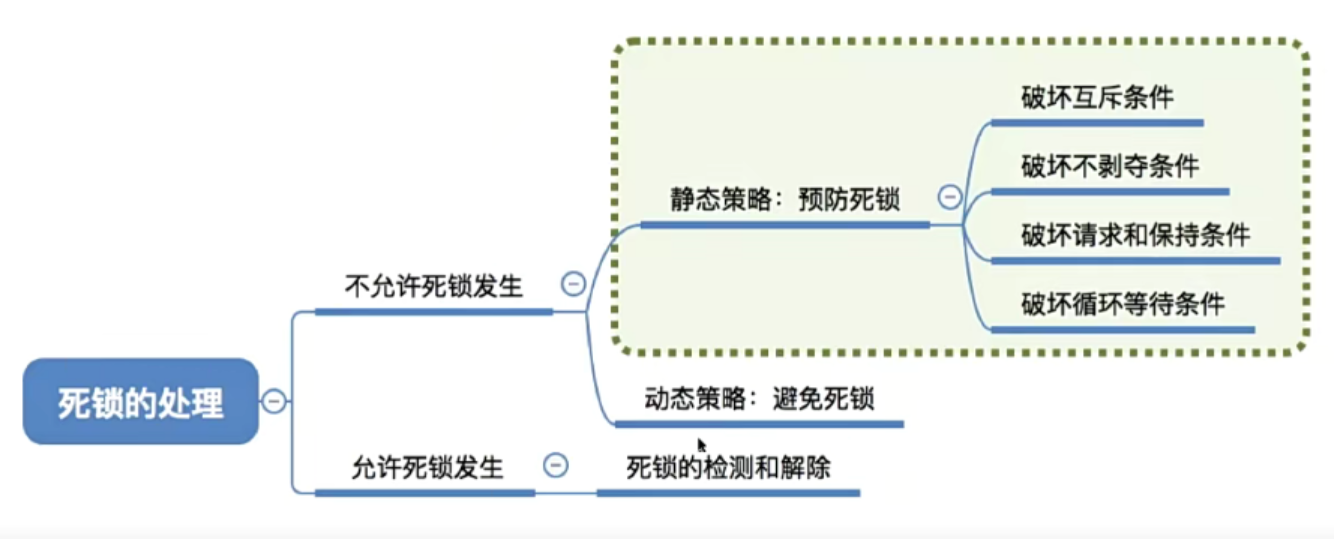 死锁的处理
不允许死锁发生
静态策略：预防死锁
破坏互斥条件
破坏不剥夺条件
破坏请求和保持条件
破坏循环等待条件
动态策略：避免死锁
允许死锁发生
死锁的检测和解除